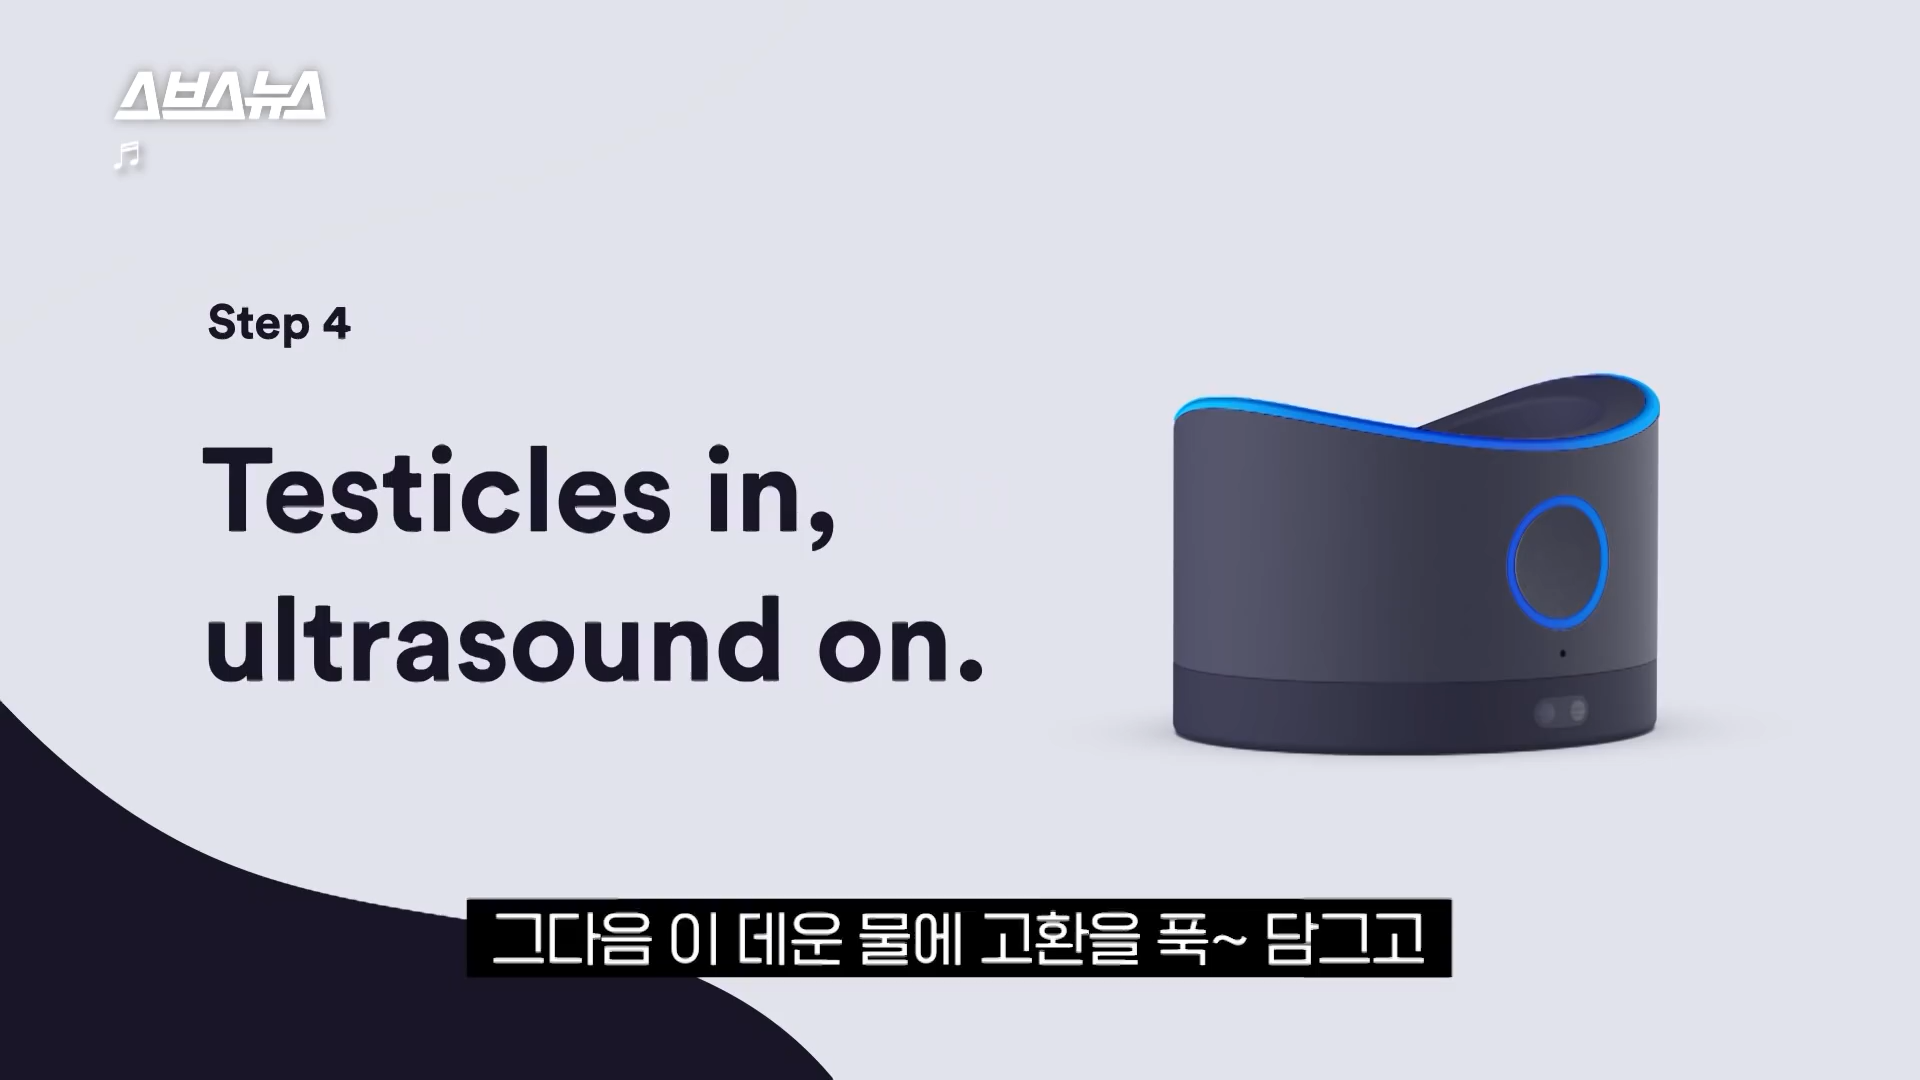 스브스뉴스
Step 4
Testicles in,
ultrasound on.
그다음 이 데운 물에 고환을 푹~ 담그고